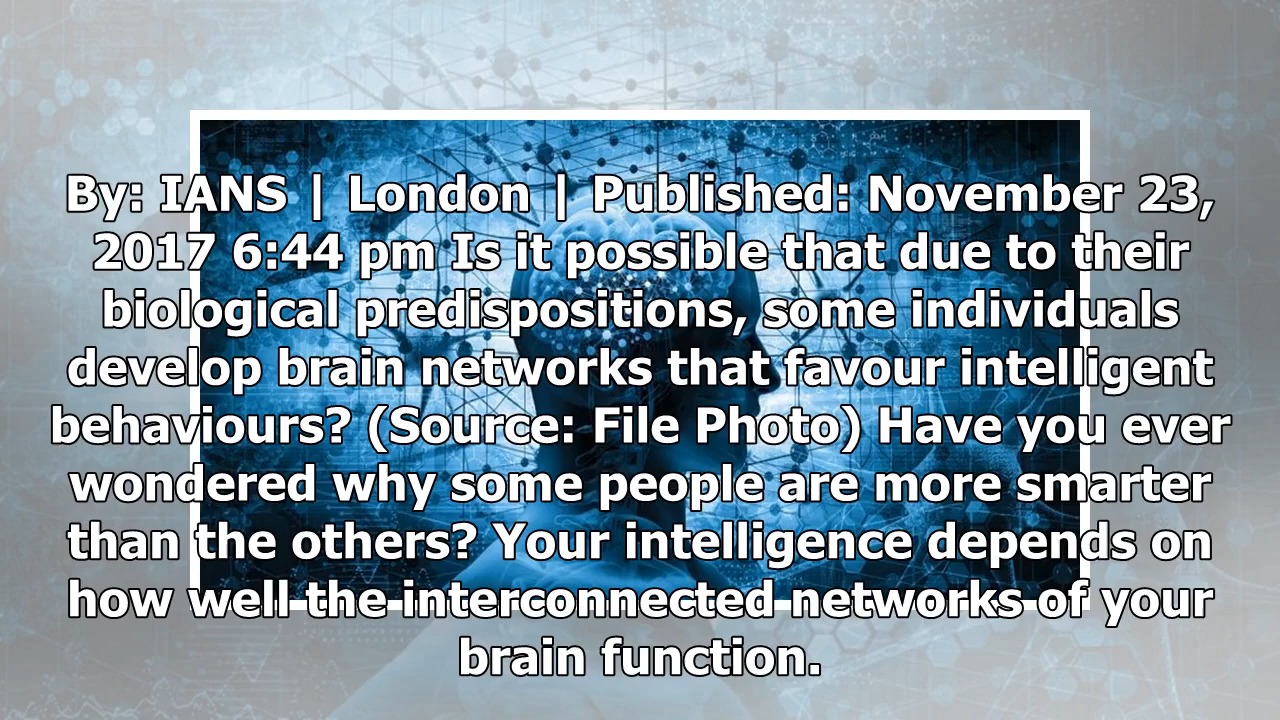 By: IANS | London | Published: November 23,
2017 6:44 pm Is it possible that due to their
biological predispositions, some individuals
develop brain networks that favour intelligent
behaviours? (Source: File Photo) Have you ever
wondered why some people are more smarter
than the others? Your intelligence depends on
how well the interconnected networks of your
brain function.